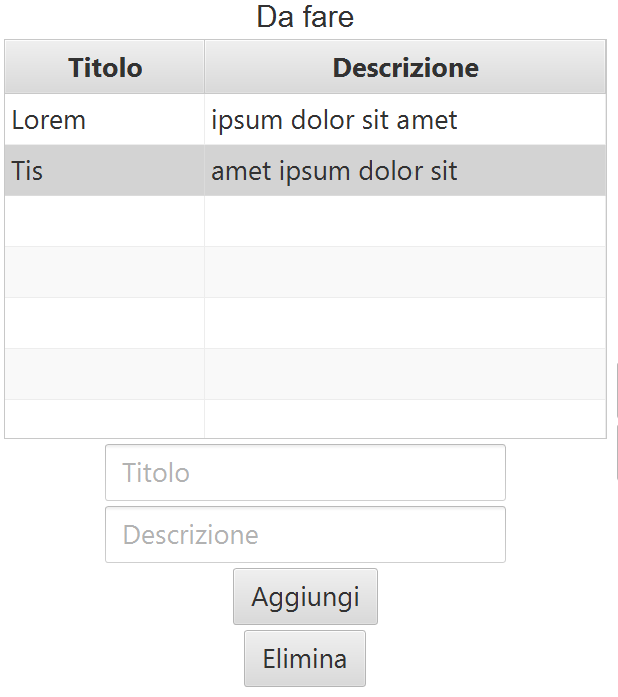 Da fare
Titolo Descrizione
Lorem ipsum dolor sit amet
Tis amet ipsum dolor sit
Titolo
Descrizione
Aggiungi
Elimina